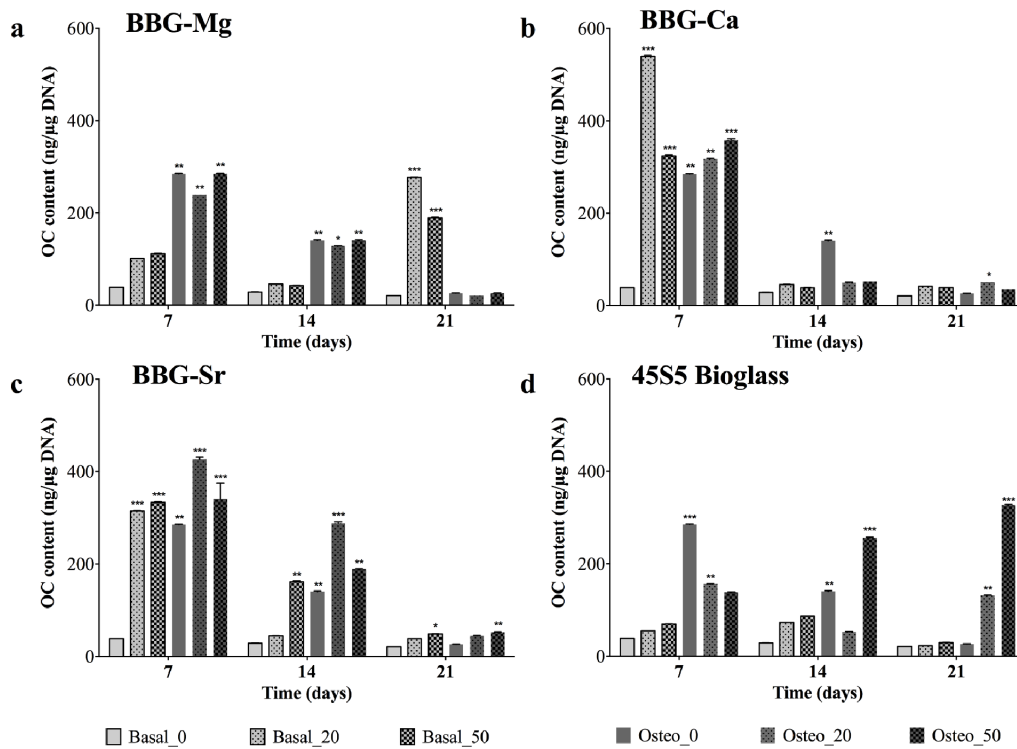 a BBG-Mg
600
400
200
0
OC content (ng/µg DNA)
** ** **
** * **
*** ***
7 14 21
Time (days)
b BBG-Ca
600
400
200
0
OC content (ng/µg DNA)
*** *** ** ** ***
**
*
7 14 21
Time (days)
c BBG-Sr
600
400
200
0
OC content (ng/µg DNA)
*** *** ** *** ***
** ** *** **
* **
7 14 21
Time (days)
d 45S5 Bioglass
600
400
200
0
OC content (ng/µg DNA)
*** **
** ***
** ***
7 14 21
Time (days)
Basal_0 Basal_20 Basal_50 Osteo_0 Osteo_20 Osteo_50